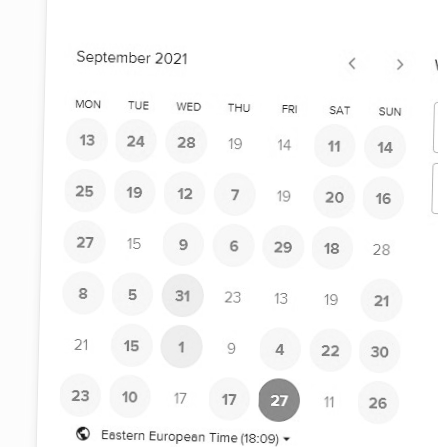 September 2021 < >
MON TUE WED THU FRI SAT SUN
13 24 28 19 14 11 14
25 19 12 7 19 20 16
27 15 9 6 29 18 28
8 5 31 23 13 19 21
21 15 1 9 4 22 30
23 10 17 17 27 11 26
Eastern European Time (18:09)